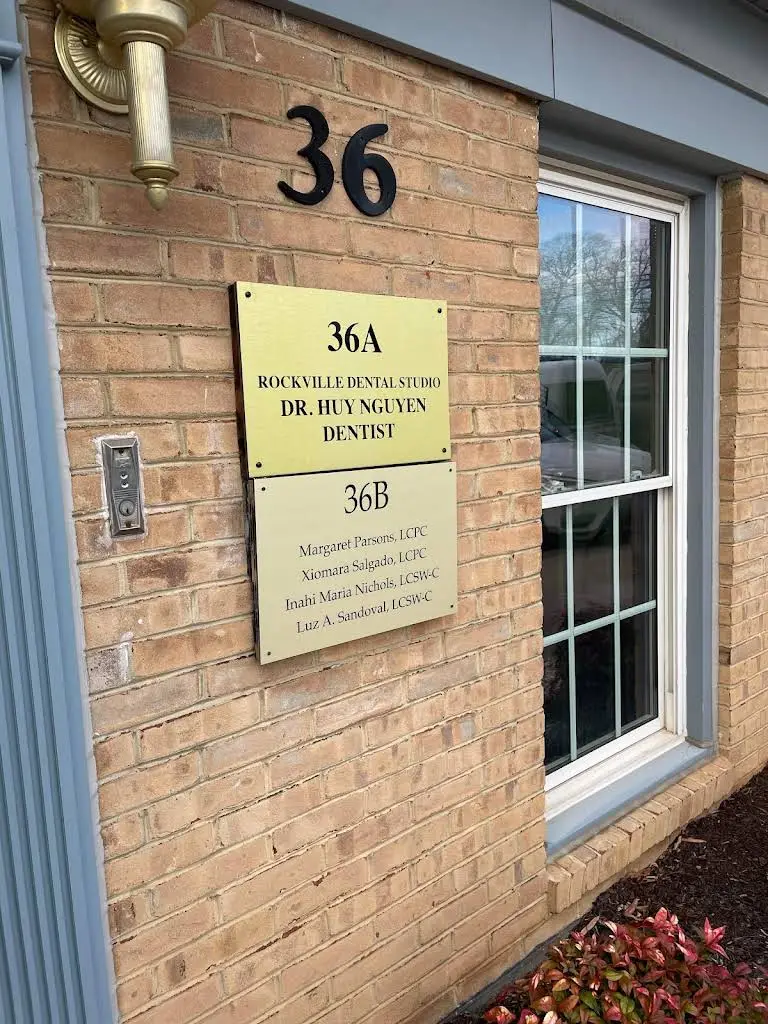 36
36A
ROCKVILLE DENTAL STUDIO
DR. HUY NGUYEN
DENTIST
36B
Margaret Parsons, LCPC
Xiomara Salgado, LCPC
Inahi Maria Nichols, LCSW-C
Luz A. Sandoval, LCSW-C